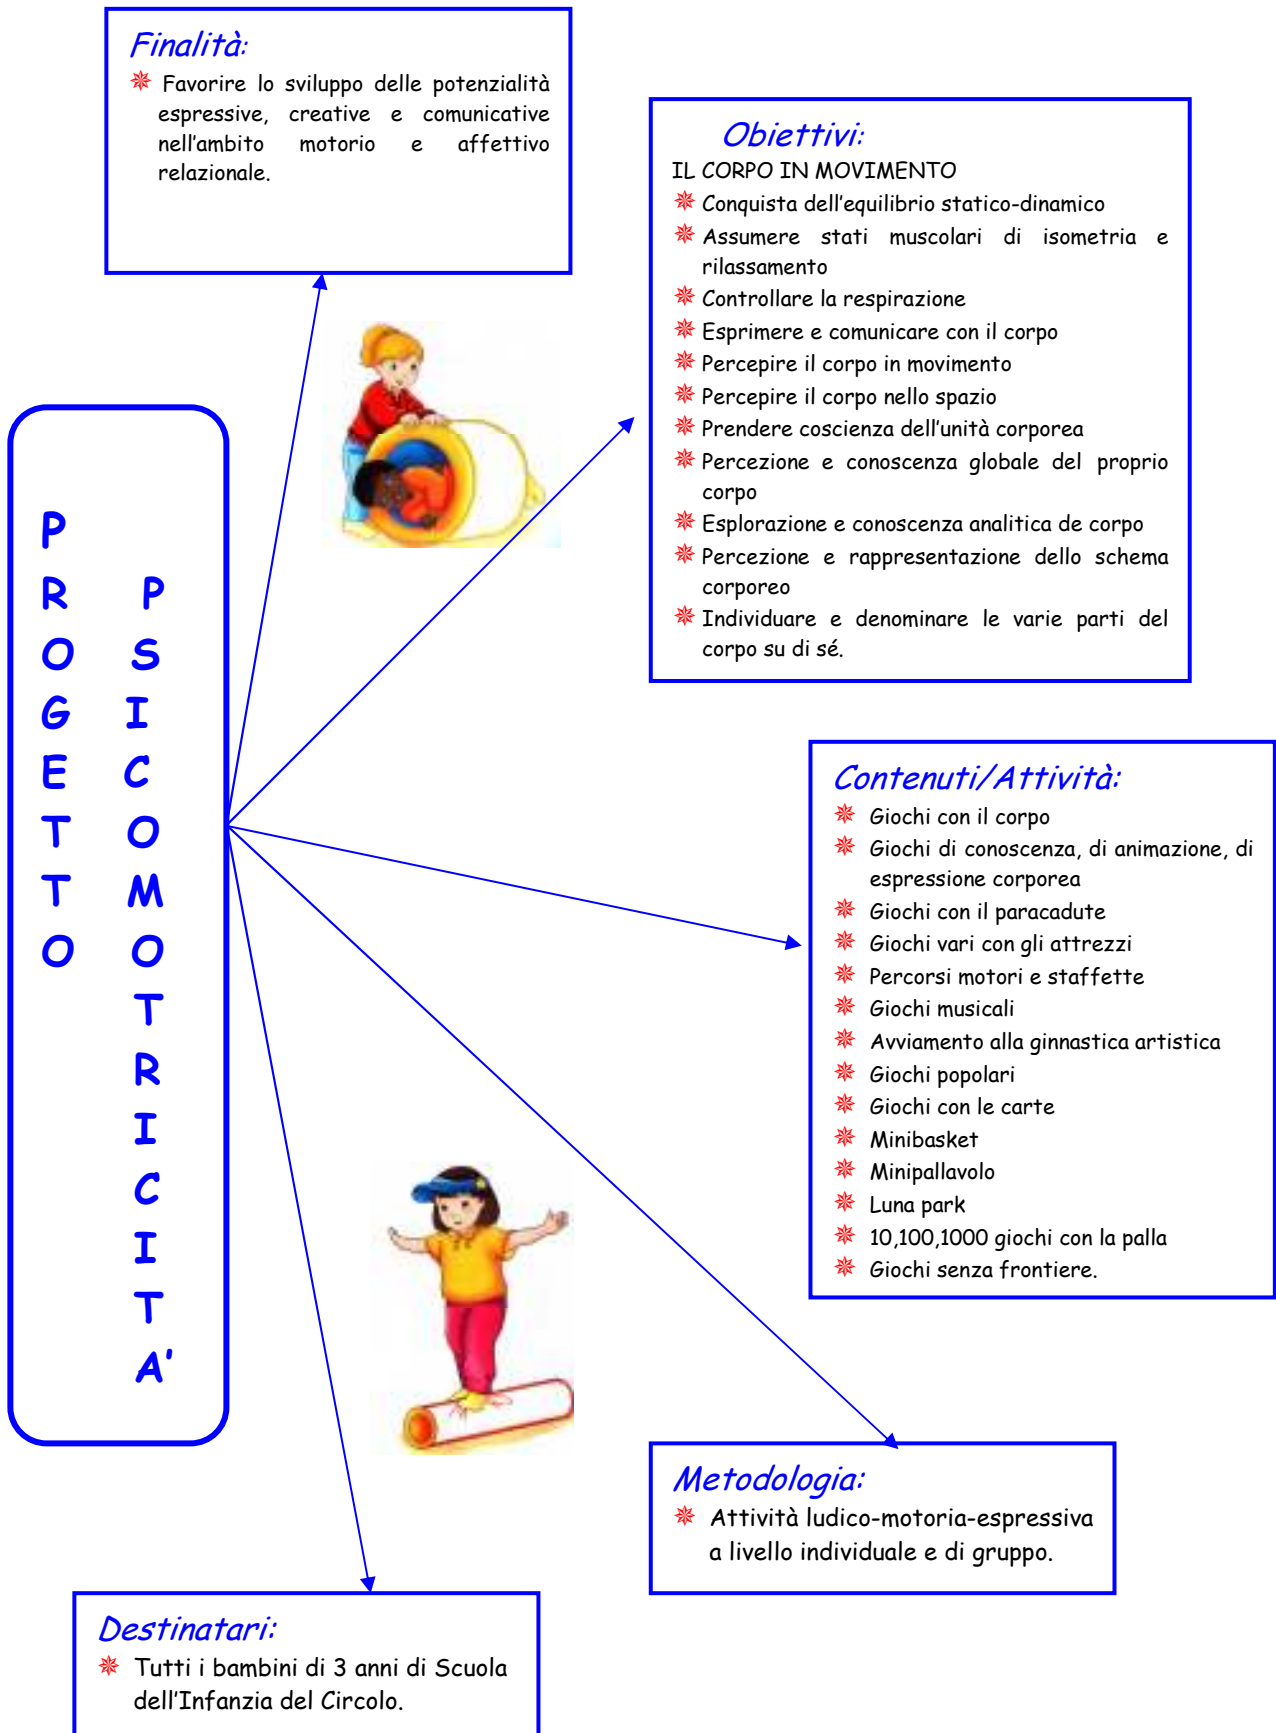 Finalità:
Favorire lo sviluppo delle potenzialità
espressive, creative e comunicative
nell'ambito motorio e affettivo
relazionale.
Obiettivi:
IL CORPO IN MOVIMENTO
Conquista dell'equilibrio statico-dinamico
Assumere stati muscolari di isometria e
rilassamento
Controllare la respirazione
Esprimere e comunicare con il corpo
Percepire il corpo in movimento
Percepire il corpo nello spazio
Prendere coscienza dell'unità corporea
Percezione e conoscenza globale del proprio
corpo
Esplorazione e conoscenza analitica de corpo
Percezione e rappresentazione dello schema
corporeo
Individuare e denominare le varie parti del
corpo su di sé.
PROGETTO
PSICOMOTRICITA'
Contenuti/Attività:
Giochi con il corpo
Giochi di conoscenza, di animazione, di
espressione corporea
Giochi con il paracadute
Giochi vari con gli attrezzi
Percorsi motori e staffette
Giochi musicali
Avviamento alla ginnastica artistica
Giochi popolari
Giochi con le carte
Minibasket
Minipallavolo
Luna park
10,100,1000 giochi con la palla
Giochi senza frontiere.
Metodologia:
Attività ludico-motoria-espressiva
a livello individuale e di gruppo.
Destinatari:
Tutti i bambini di 3 anni di Scuola
dell'Infanzia del Circolo.